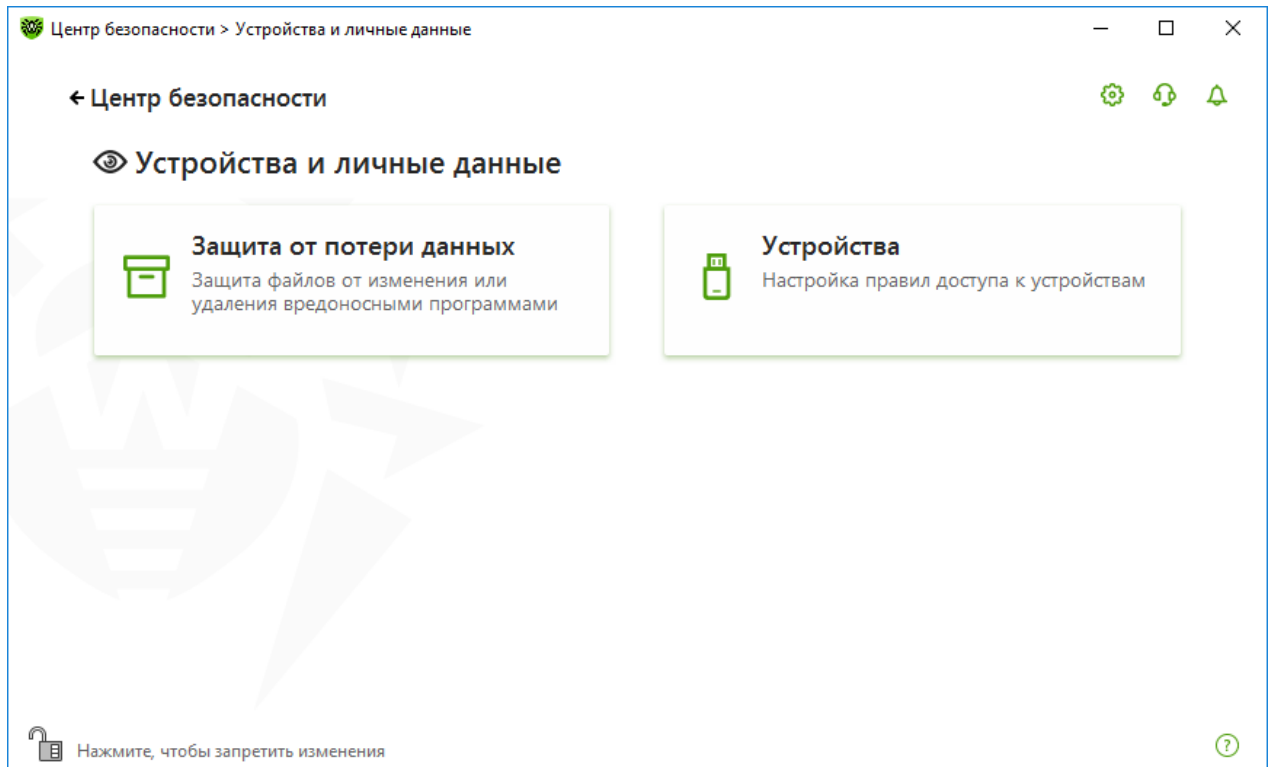 Центр безопасности > Устройства и личные данные
Центр безопасности
Устройства и личные данные
Защита от потери данных
Защита файлов от изменения или
удаления вредоносными программами
Устройства
Настройка правил доступа к устройствам
Нажмите, чтобы запретить изменения
?